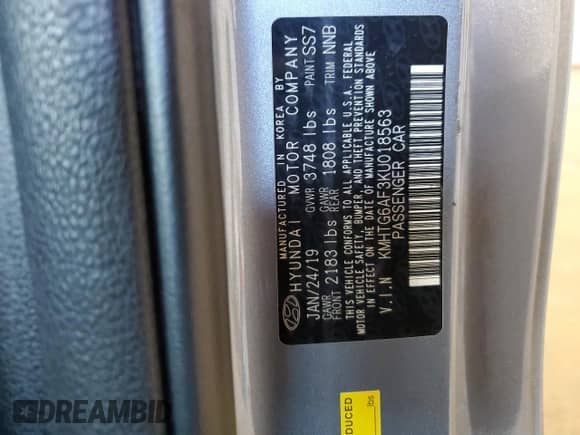 MANUFACTURED IN KOREA BY
HYUNDAI MOTOR COMPANY
JAN/24/19 GVWR 3748 lbs PAINT SS7
GAWR FRONT 2183 lbs GAWR REAR 1808 lbs TRIM NNB
THIS VEHICLE CONFORMS TO ALL APPLICABLE U.S.A. FEDERAL
MOTOR VEHICLE SAFETY, BUMPER, AND THEFT PREVENTION STANDARDS
IN EFFECT ON THE DATE OF MANUFACTURE SHOWN ABOVE
V.I.N KMHTG6AF3KU018563
PASSENGER CAR
DUCED
lbs
DREAMBID